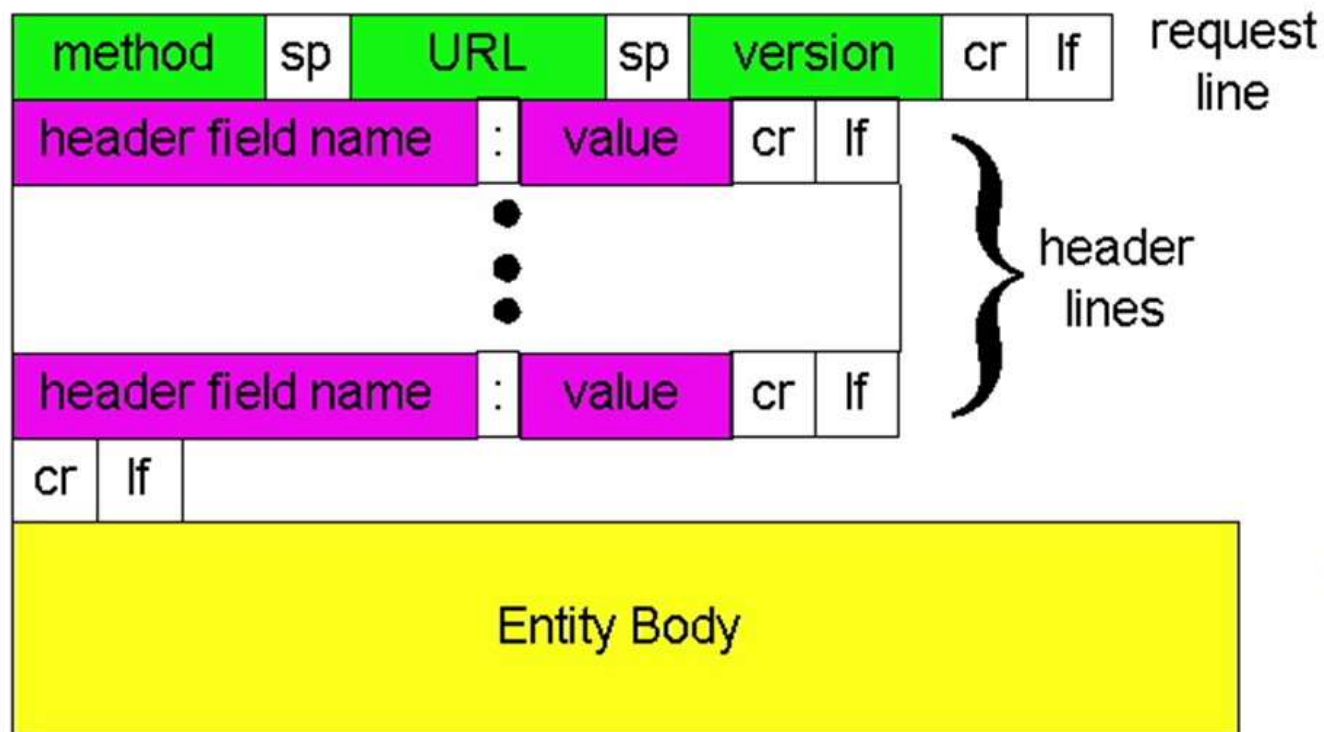 method sp URL sp version cr lf request line
header field name : value cr lf
header lines
header field name : value cr lf
cr lf
Entity Body